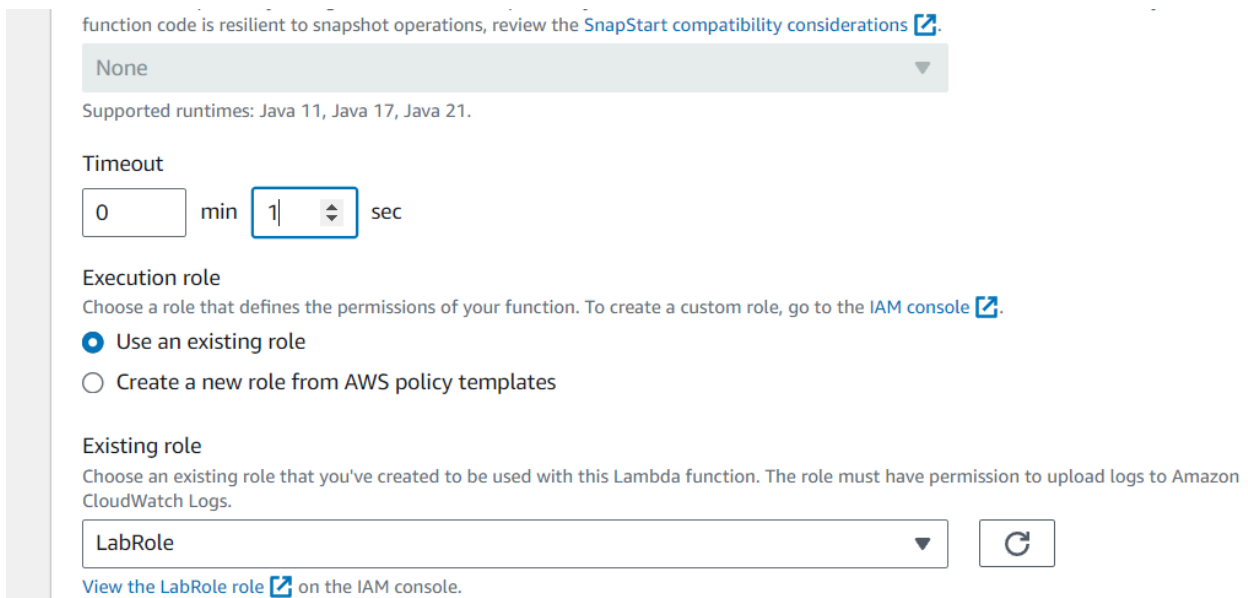 function code is resilient to snapshot operations, review the SnapStart compatibility considerations.
None
Supported runtimes: Java 11, Java 17, Java 21.
Timeout
0 min 1 sec
Execution role
Choose a role that defines the permissions of your function. To create a custom role, go to the IAM console.
Use an existing role
Create a new role from AWS policy templates
Existing role
Choose an existing role that you've created to be used with this Lambda function. The role must have permission to upload logs to Amazon
CloudWatch Logs.
LabRole
View the LabRole role on the IAM console.